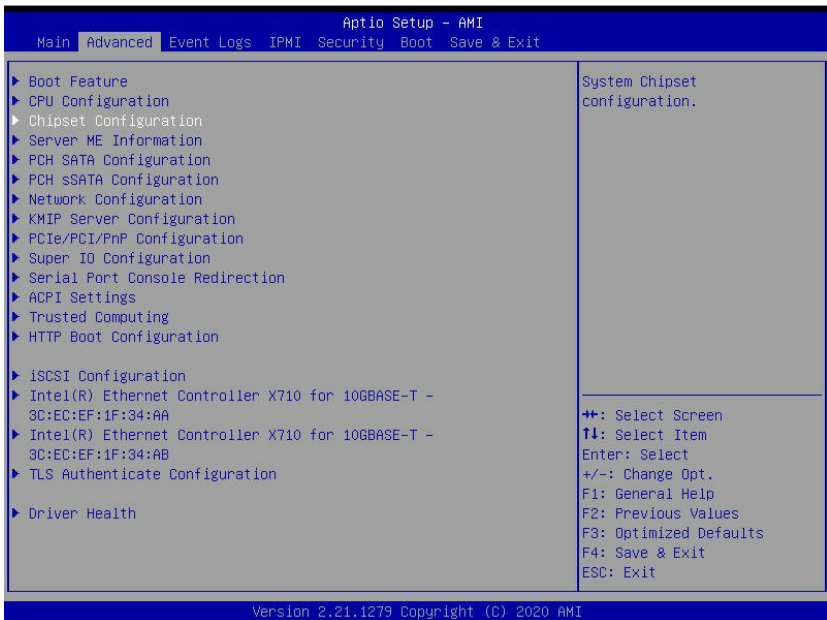 Aptio Setup – AMI
Main Advanced Event Logs IPMI Security Boot Save & Exit
Boot Feature
CPU Configuration
Chipset Configuration
Server ME Information
PCH SATA Configuration
PCH sSATA Configuration
Network Configuration
KMIP Server Configuration
PCIe/PCI/PnP Configuration
Super IO Configuration
Serial Port Console Redirection
ACPI Settings
Trusted Computing
HTTP Boot Configuration
iSCSI Configuration
Intel(R) Ethernet Controller X710 for 10GBASE-T –
3C:EC:EF:1F:34:AA
Intel(R) Ethernet Controller X710 for 10GBASE-T –
3C:EC:EF:1F:34:AB
TLS Authenticate Configuration
Driver Health
System Chipset
configuration.
→←: Select Screen
↑↓: Select Item
Enter: Select
+/-: Change Opt.
F1: General Help
F2: Previous Values
F3: Optimized Defaults
F4: Save & Exit
ESC: Exit
Version 2.21.1279 Copyright (C) 2020 AMI